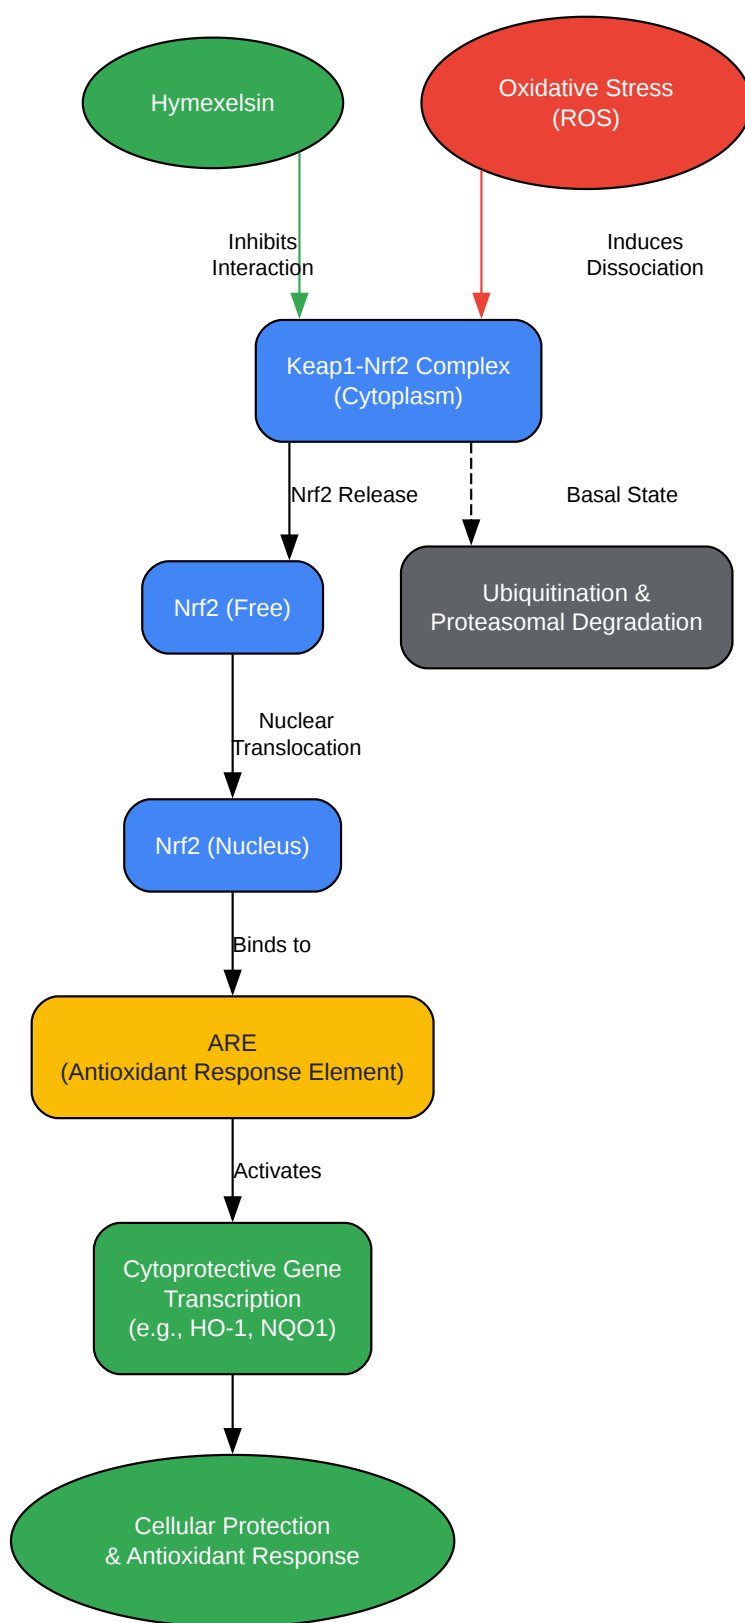 Hymexelsin
Oxidative Stress
(ROS)
Inhibits
Interaction
Induces
Dissociation
Keap1-Nrf2 Complex
(Cytoplasm)
Nrf2 Release
Basal State
Nrf2 (Free)
Ubiquitination &
Proteasomal Degradation
Nuclear
Translocation
Nrf2 (Nucleus)
Binds to
ARE
(Antioxidant Response Element)
Activates
Cytoprotective Gene
Transcription
(e.g., HO-1, NQO1)
Cellular Protection
& Antioxidant Response